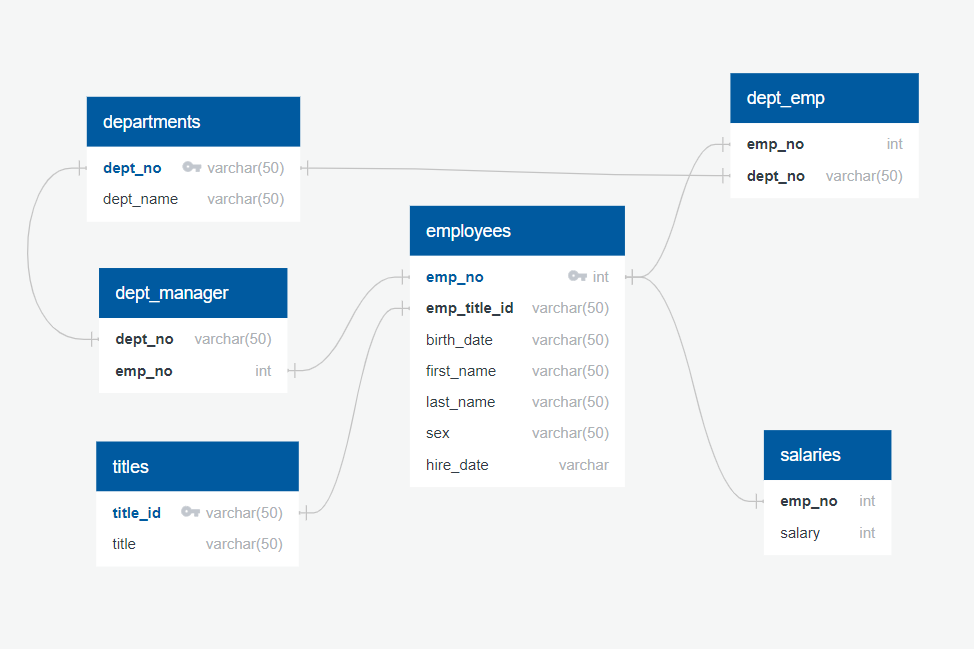 departments
dept_no varchar(50)
dept_name varchar(50)
dept_manager
dept_no varchar(50)
emp_no int
titles
title_id varchar(50)
title varchar(50)
employees
emp_no int
emp_title_id varchar(50)
birth_date varchar(50)
first_name varchar(50)
last_name varchar(50)
sex varchar(50)
hire_date varchar
dept_emp
emp_no int
dept_no varchar(50)
salaries
emp_no int
salary int